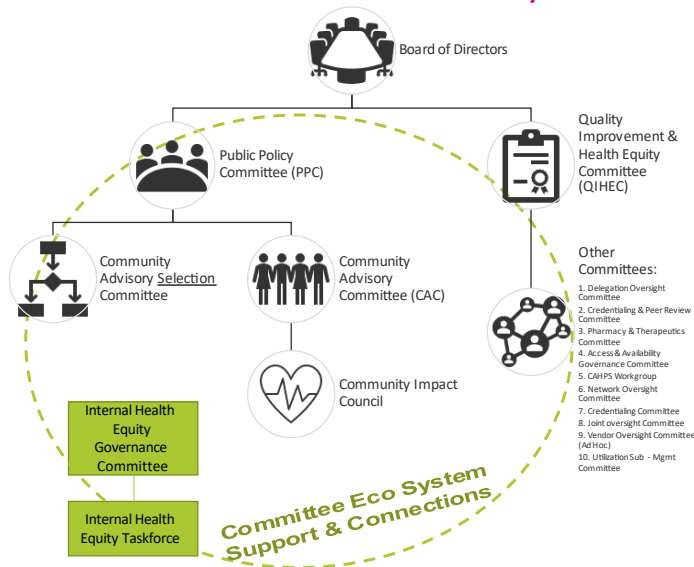 Board of Directors
Public Policy
Committee (PPC)
Quality
Improvement &
Health Equity
Committee
(QIHEC)
Community
Advisory Selection
Committee
Community
Advisory
Committee (CAC)
Community Impact
Council
Other
Committees:
1. Delegation Oversight
Committee
2. Credentialing & Peer Review
Committee
3. Pharmacy & Therapeutics
Committee
4. Access & Availability
Governance Committee
5. CAHPS Workgroup
6. Network Oversight
Committee
7. Credentialing Committee
8. Joint oversight Committee
9. Vendor Oversight Committee
(Ad Hoc)
10. Utilization Sub - Mgmt
Committee
Internal Health
Equity
Governance
Committee
Internal Health
Equity Taskforce
Committee Eco System
Support & Connections